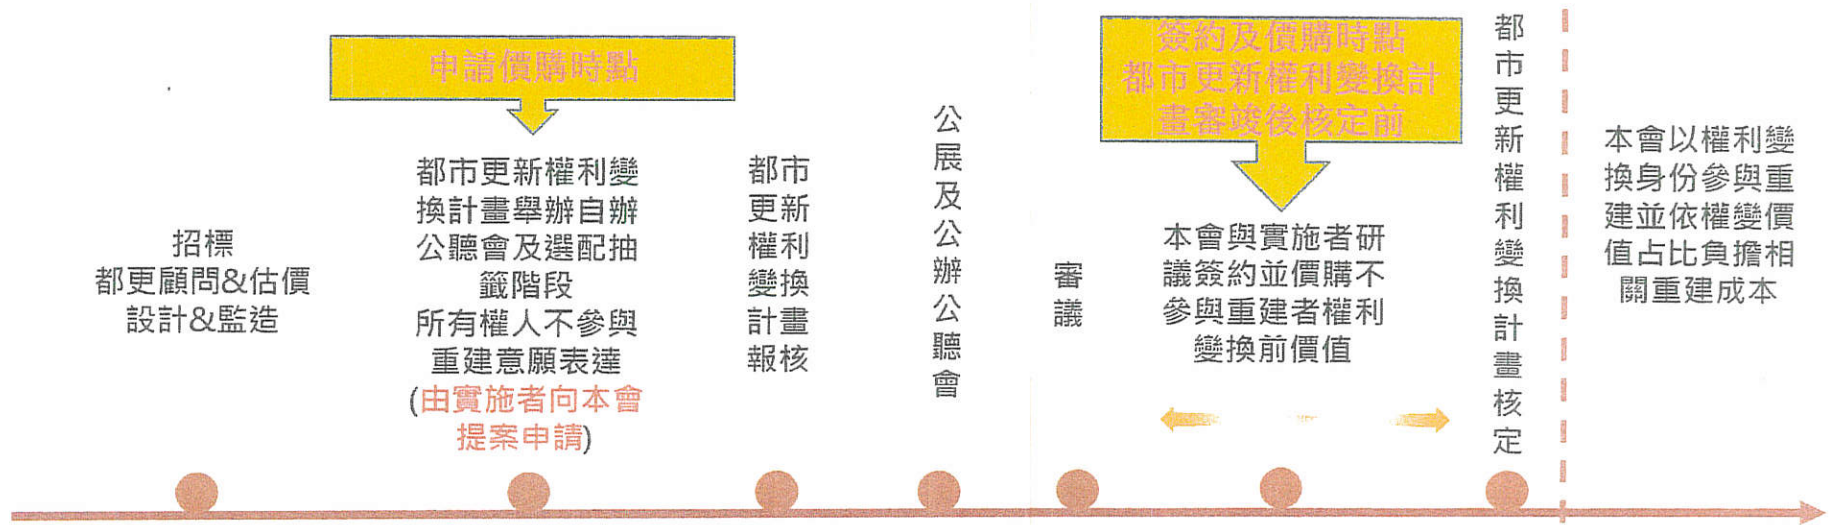 申請價購時點
簽約及價購時點
都市更新權利變換計
畫審竣後核定前
招標
都更顧問&估價
設計&監造
都市更新權利變
換計畫舉辦自辦
公聽會及選配抽
籤階段
所有權人不參與
重建意願表達
(由實施者向本會
提案申請)
都市
更新
權利
變換
計畫
報核
公展及公辦公聽會
審議
本會與實施者研
議簽約並價購不
參與重建者權利
變換前價值
都市更新權利變換計畫核定
本會以權利變
換身份參與重
建並依權變價
值占比負擔相
關重建成本